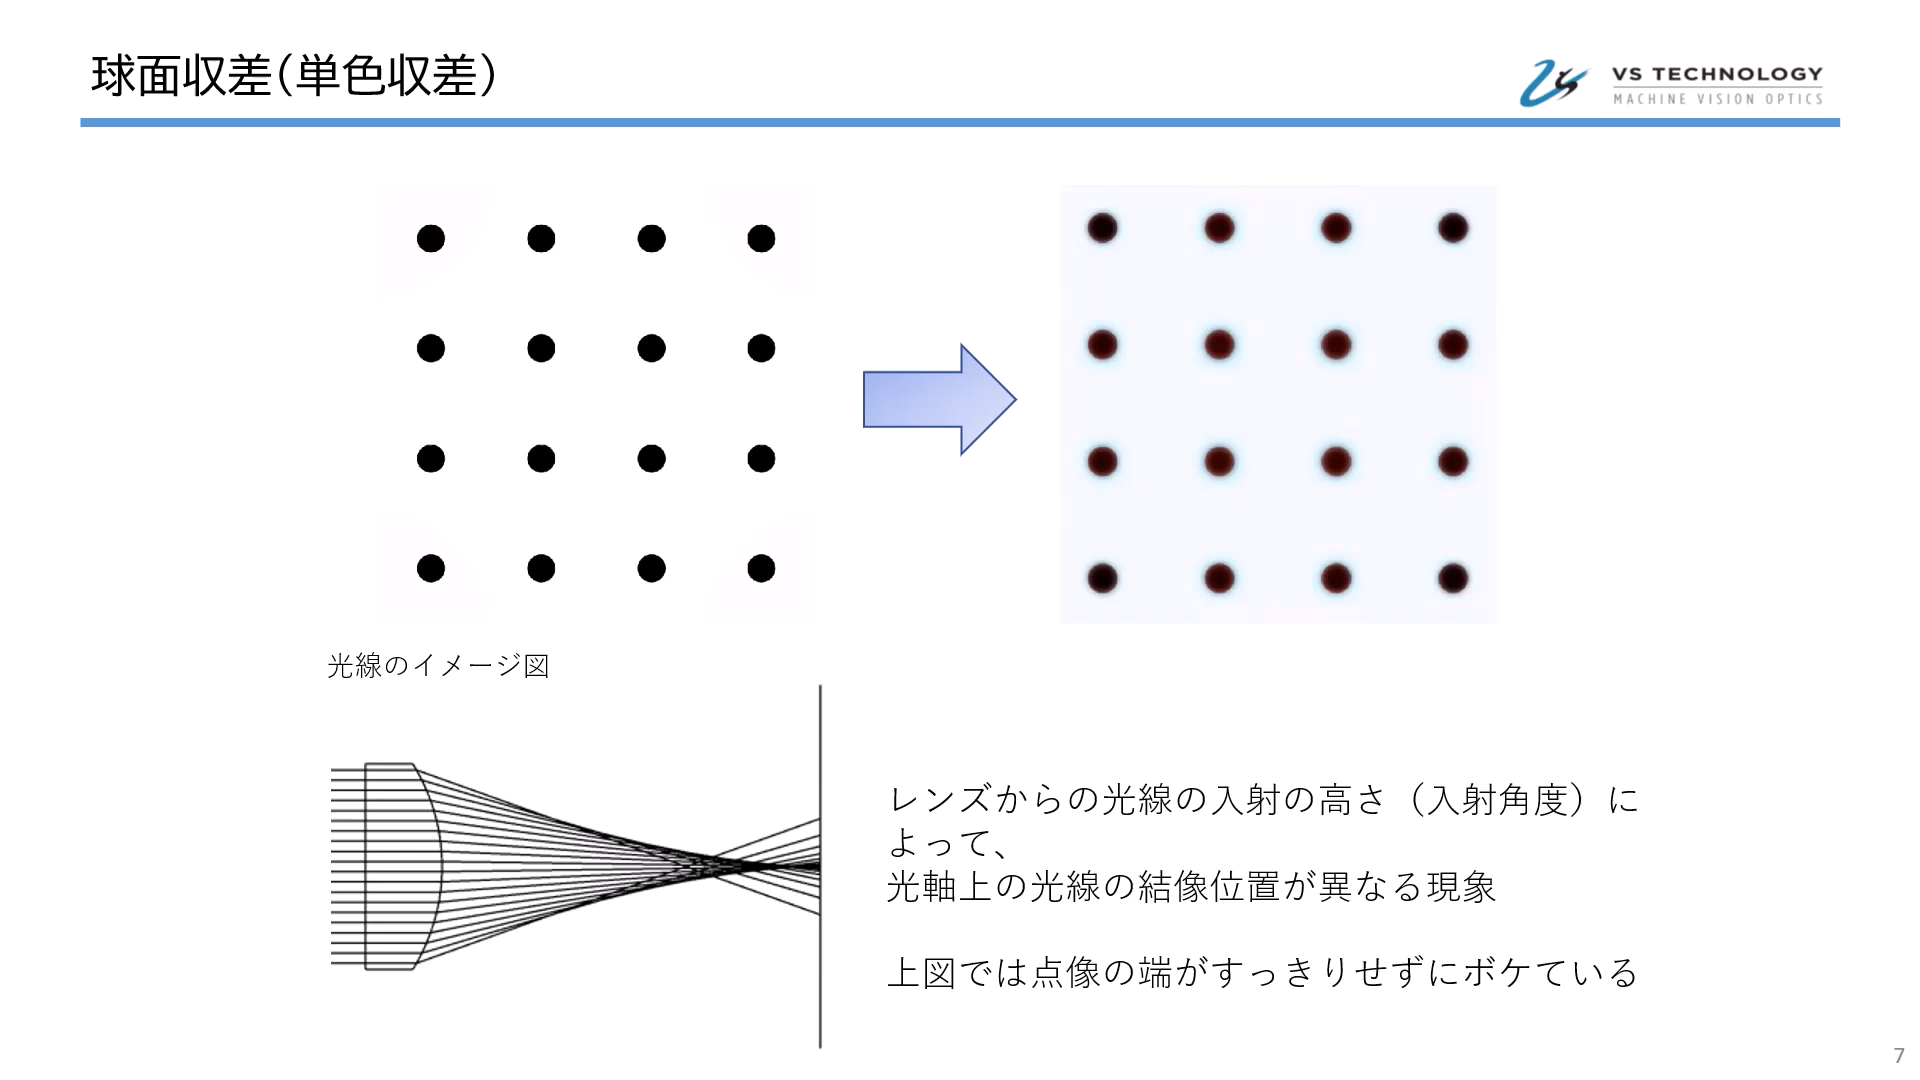 球面収差(単色収差)
VS TECHNOLOGY
MACHINE VISION OPTICS
光線のイメージ図
レンズからの光線の入射の高さ（入射角度）に
よって、
光軸上の光線の結像位置が異なる現象
上図では点像の端がすっきりせずにボケている
7